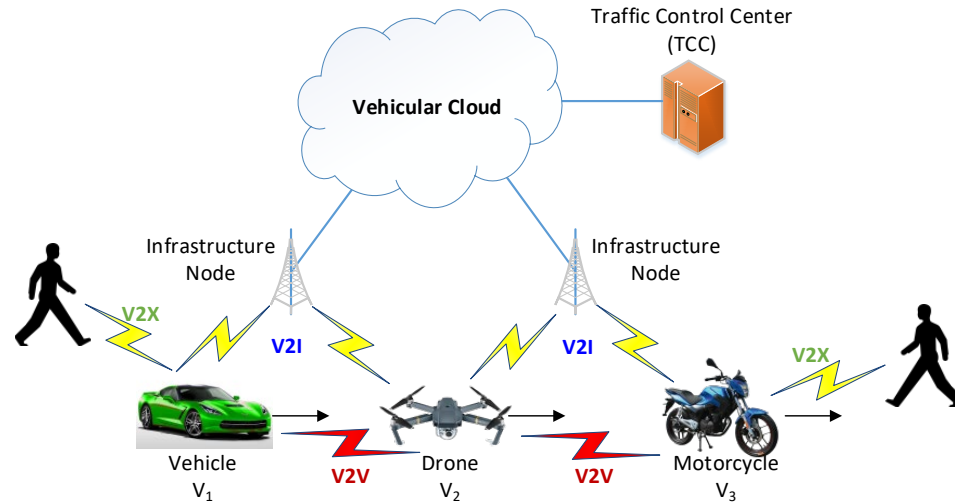 Traffic Control Center
(TCC)
Vehicular Cloud
Infrastructure
Node
Infrastructure
Node
V2X
V2I
V2I
V2X
Vehicle
V₁
V2V
Drone
V₂
V2V
Motorcycle
V₃